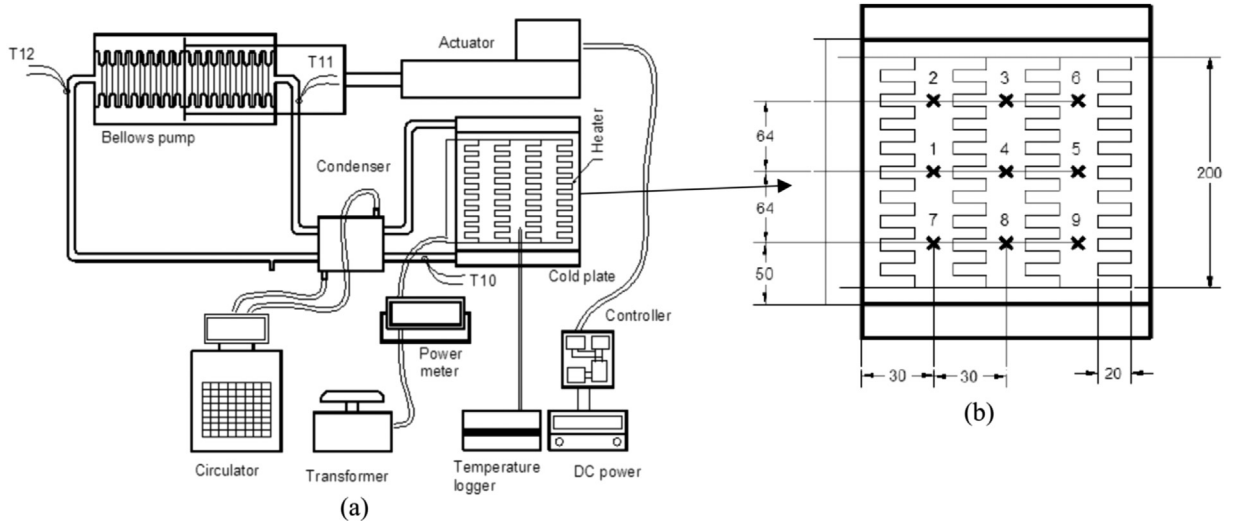 T12
T11
Actuator
Bellows pump
Condenser
Heater
T10
Cold plate
Controller
Power
meter
Circulator
Transformer
Temperature
logger
DC power
(a)
2 3 6
64
1 4 5
200
64
7 8 9
50
30 30 20
(b)